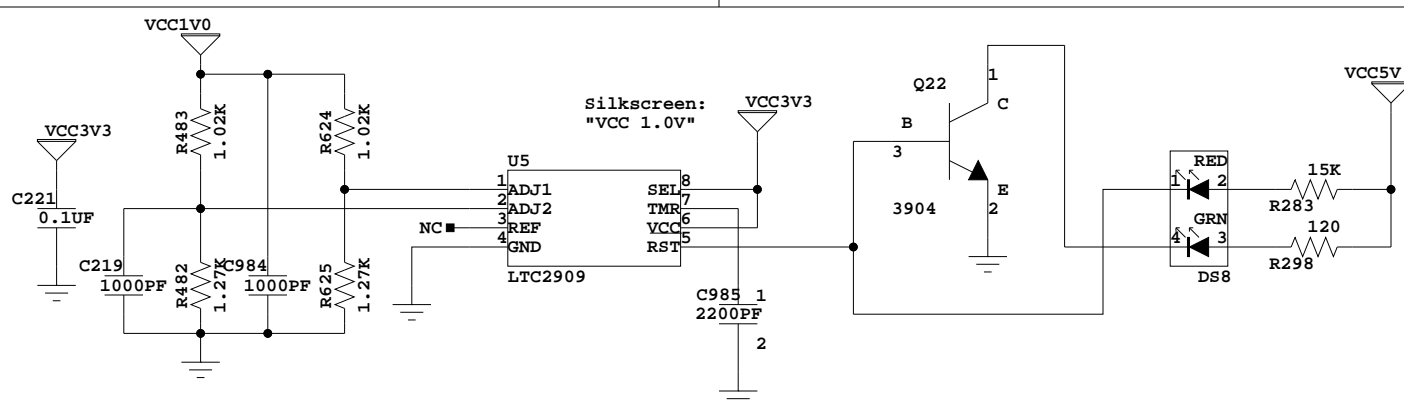 VCC1V0
VCC3V3
C221
0.1UF
R483
1.02K
R624
1.02K
C219
1000PF
R482
1.27K
C984
1000PF
R625
1.27K
Silkscreen:
"VCC 1.0V"
VCC3V3
U5
1 ADJ1
2 ADJ2
NC 3 REF
4 GND
SEL 8
TMR 7
VCC 6
RST 5
LTC2909
C985 1
2200PF
2
Q22
1
C
B
3
E
2
3904
VCC5V
RED
1 2
GRN
4 3
DS8
15K
R283
120
R298